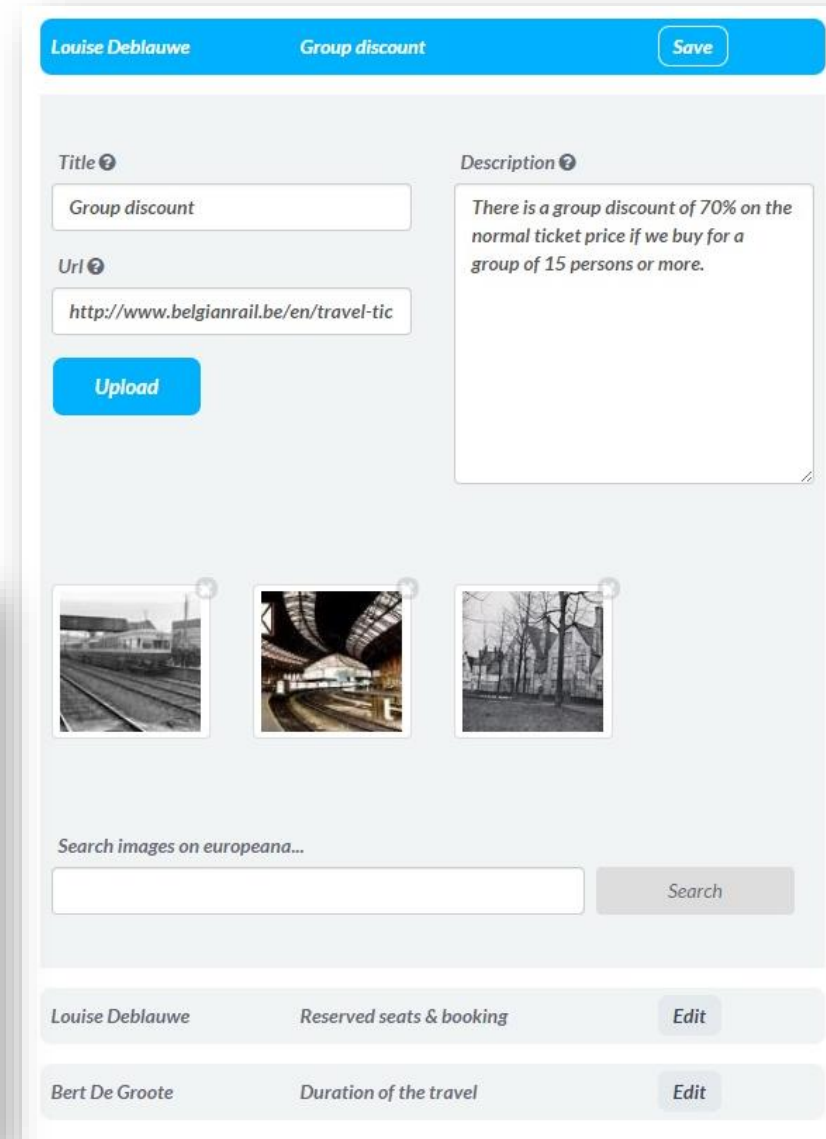 Louise Deblauwe Group discount Save
Title
Description
Group discount
There is a group discount of 70% on the
normal ticket price if we buy for a
group of 15 persons or more.
Url
http://www.belgianrail.be/en/travel-tic
Upload
Search images on europeana...
Search
Louise Deblauwe Reserved seats & booking Edit
Bert De Groote Duration of the travel Edit